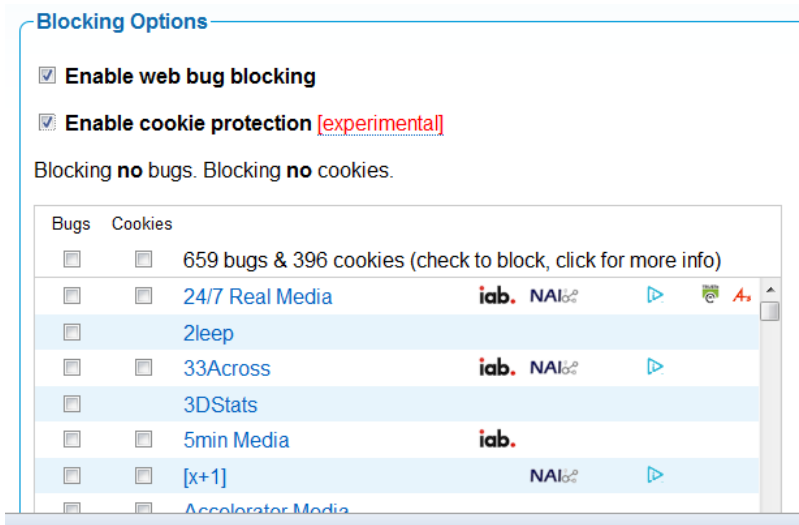 Blocking Options
Enable web bug blocking
Enable cookie protection [experimental]
Blocking no bugs. Blocking no cookies.
Bugs Cookies
659 bugs & 396 cookies (check to block, click for more info)
24/7 Real Media iab. NAI
2leep
33Across iab. NAI
3DStats
5min Media iab.
[x+1] NAI
Accelerator Media